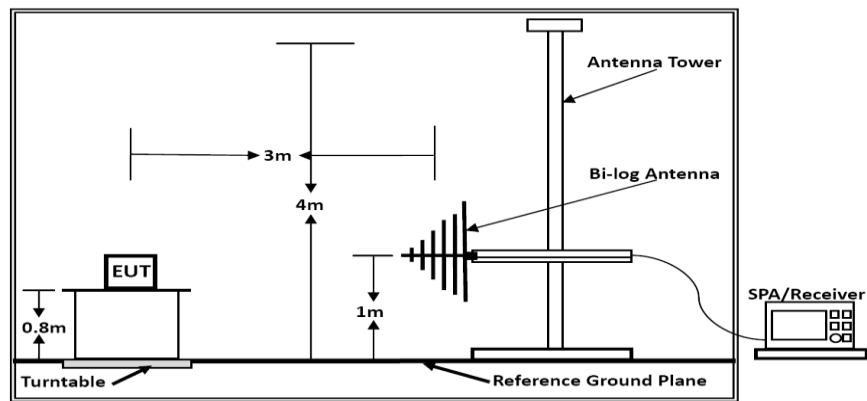 Antenna Tower
3m
Bi-log Antenna
4m
EUT
SPA/Receiver
0.8m
1m
Turntable
Reference Ground Plane